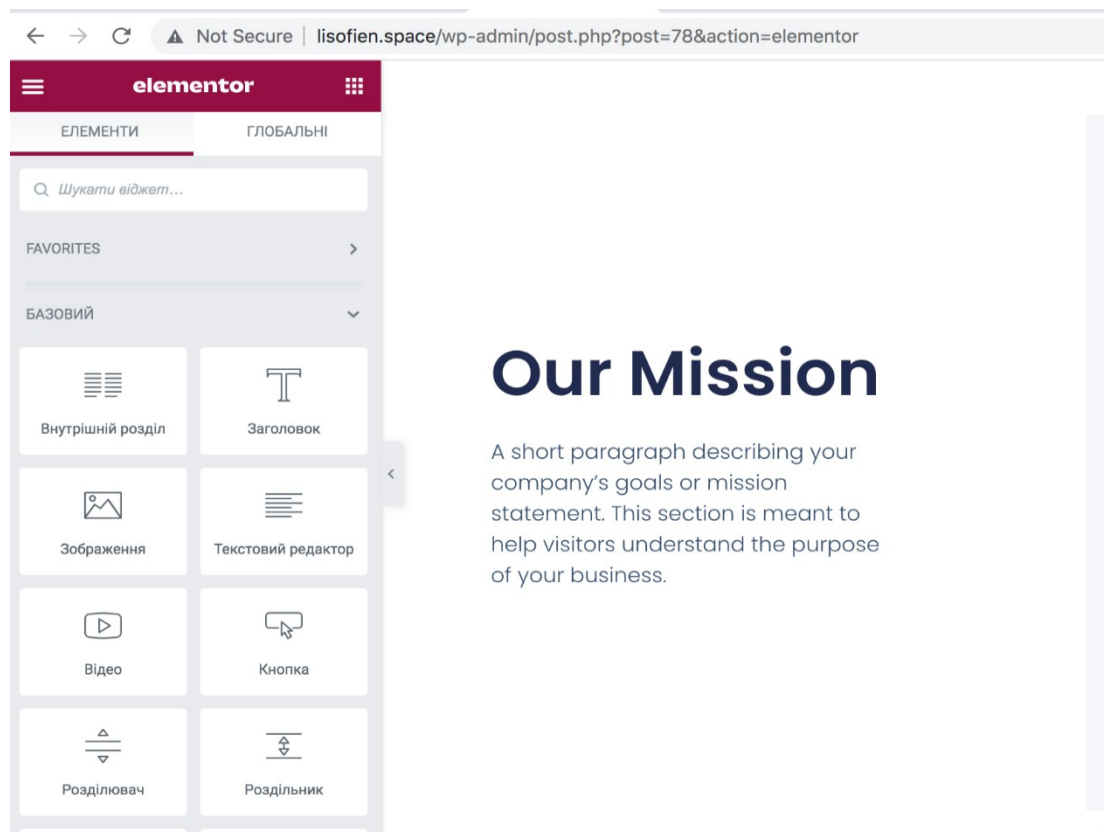 Not Secure | lisofien.space/wp-admin/post.php?post=78&action=elementor
elementor
ЕЛЕМЕНТИ ГЛОБАЛЬНІ
Шукати віджет...
FAVORITES
БАЗОВИЙ
Внутрішній розділ Заголовок
Зображення Текстовий редактор
Відео Кнопка
Розділювач Роздільник
Our Mission
A short paragraph describing your
company’s goals or mission
statement. This section is meant to
help visitors understand the purpose
of your business.